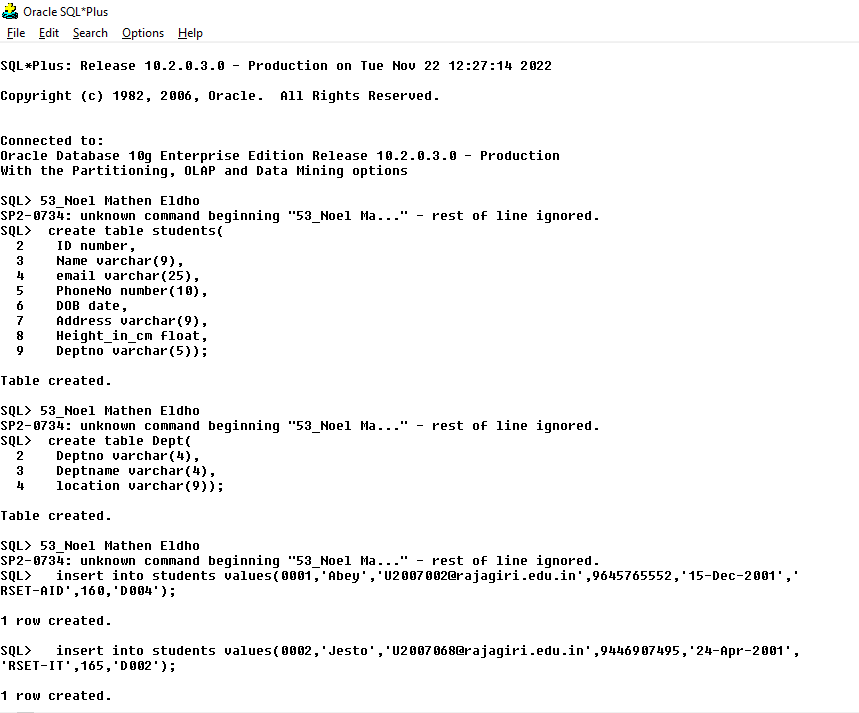 Oracle SQL*Plus
File Edit Search Options Help
SQL*Plus: Release 10.2.0.3.0 - Production on Tue Nov 22 12:27:14 2022
Copyright (c) 1982, 2006, Oracle.  All Rights Reserved.
Connected to:
Oracle Database 10g Enterprise Edition Release 10.2.0.3.0 - Production
With the Partitioning, OLAP and Data Mining options
SQL> 53_Noel Mathen Eldho
SP2-0734: unknown command beginning "53_Noel Ma..." - rest of line ignored.
SQL>  create table students(
  2    ID number,
  3    Name varchar(9),
  4    email varchar(25),
  5    PhoneNo number(10),
  6    DOB date,
  7    Address varchar(9),
  8    Height_in_cm float,
  9    Deptno varchar(5));
Table created.
SQL> 53_Noel Mathen Eldho
SP2-0734: unknown command beginning "53_Noel Ma..." - rest of line ignored.
SQL>  create table Dept(
  2    Deptno varchar(4),
  3    Deptname varchar(4),
  4    location varchar(9));
Table created.
SQL> 53_Noel Mathen Eldho
SP2-0734: unknown command beginning "53_Noel Ma..." - rest of line ignored.
SQL>   insert into students values(0001,'Abey','U2007002@rajagiri.edu.in',9645765552,'15-Dec-2001','
RSET-AID',160,'D004');
1 row created.
SQL>   insert into students values(0002,'Jesto','U2007068@rajagiri.edu.in',9446907495,'24-Apr-2001',
'RSET-IT',165,'D002');
1 row created.